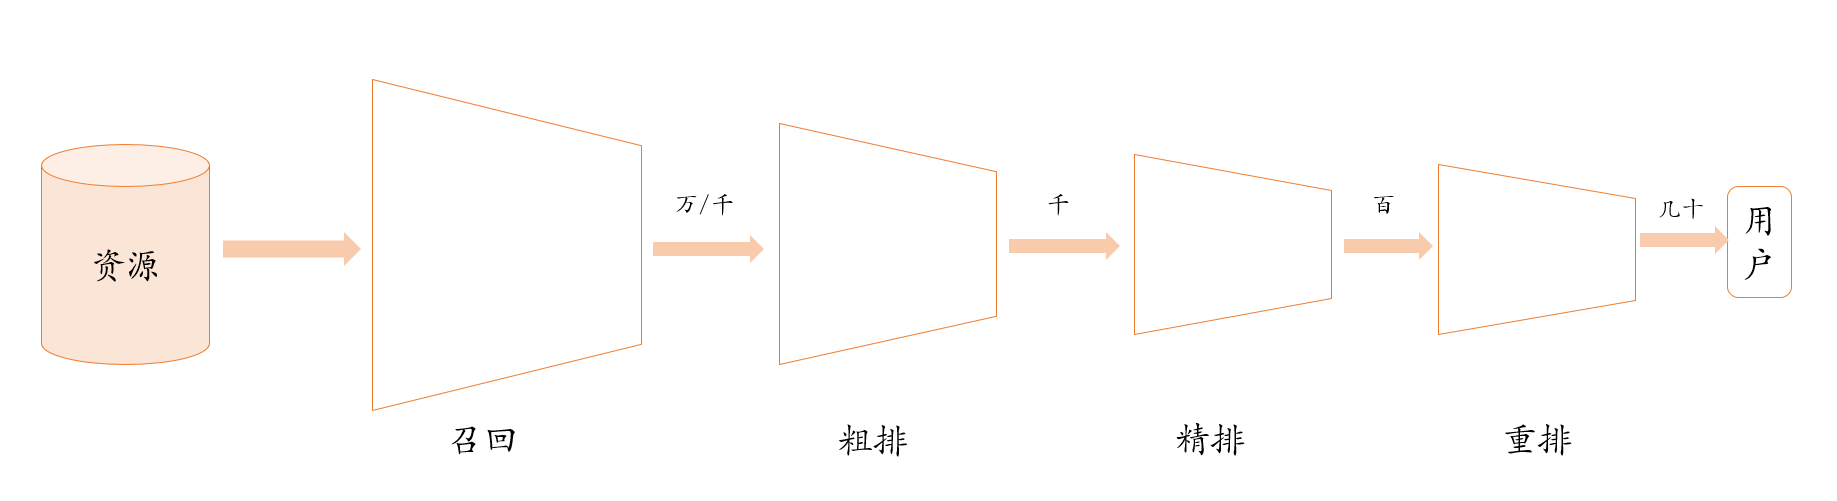 资源
万/千
千
百
几十
用
户
召回
粗排
精排
重排